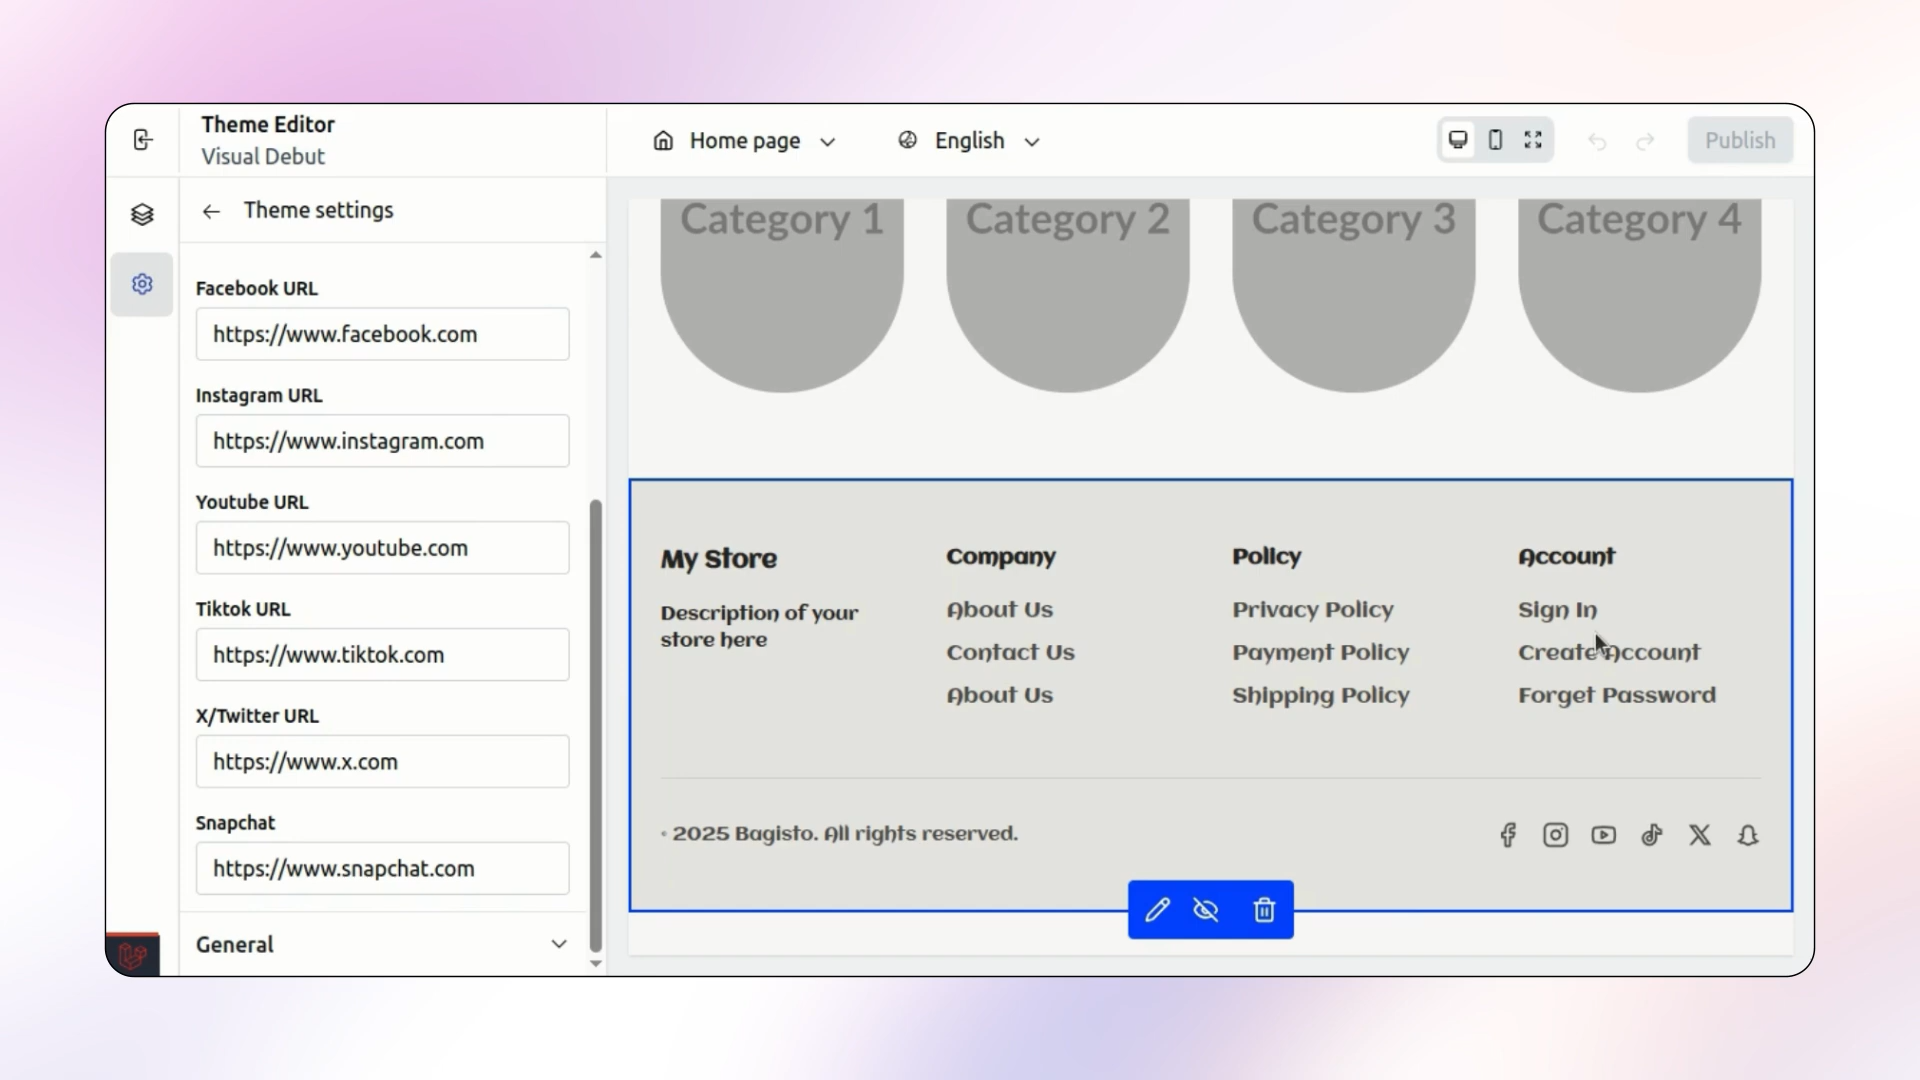 Theme Editor
Visual Debut
Home page
English
Publish
Theme settings
Facebook URL
https://www.facebook.com
Instagram URL
https://www.instagram.com
Youtube URL
https://www.youtube.com
Tiktok URL
https://www.tiktok.com
X/Twitter URL
https://www.x.com
Snapchat
https://www.snapchat.com
General
Category 1
Category 2
Category 3
Category 4
My Store
Description of your
store here
Company
About Us
Contact Us
About Us
Policy
Privacy Policy
Payment Policy
Shipping Policy
Account
Sign In
Create Account
Forget Password
2025 Bagisto. All rights reserved.